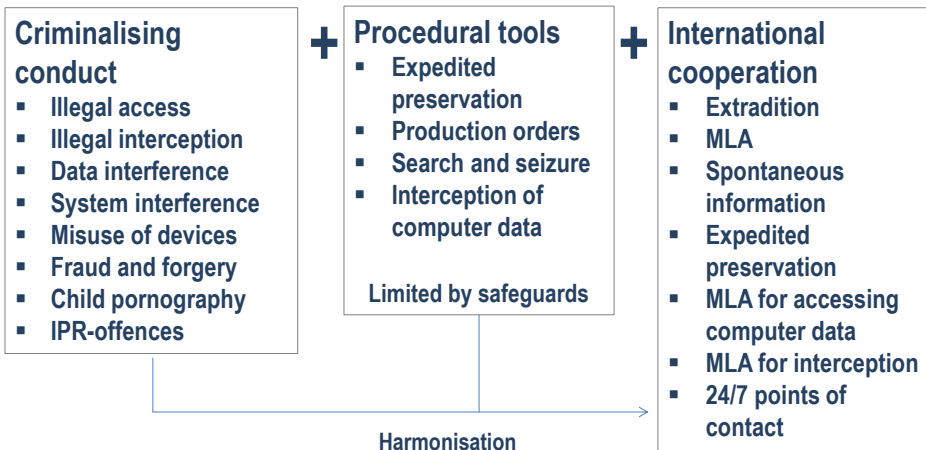 Criminalising
conduct
▪ Illegal access
▪ Illegal interception
▪ Data interference
▪ System interference
▪ Misuse of devices
▪ Fraud and forgery
▪ Child pornography
▪ IPR-offences
+
Procedural tools
▪ Expedited
preservation
▪ Production orders
▪ Search and seizure
▪ Interception of
computer data
Limited by safeguards
+
International
cooperation
▪ Extradition
▪ MLA
▪ Spontaneous
information
▪ Expedited
preservation
▪ MLA for accessing
computer data
▪ MLA for interception
▪ 24/7 points of
contact
Harmonisation